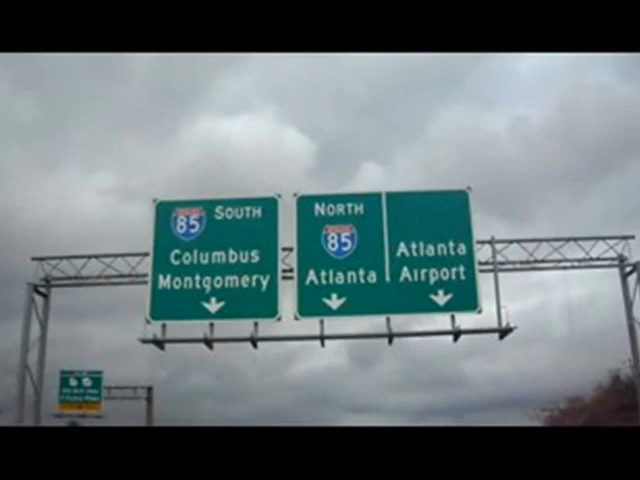 SOUTH
85
Columbus
Montgomery
NORTH
85
Atlanta
Atlanta
Airport